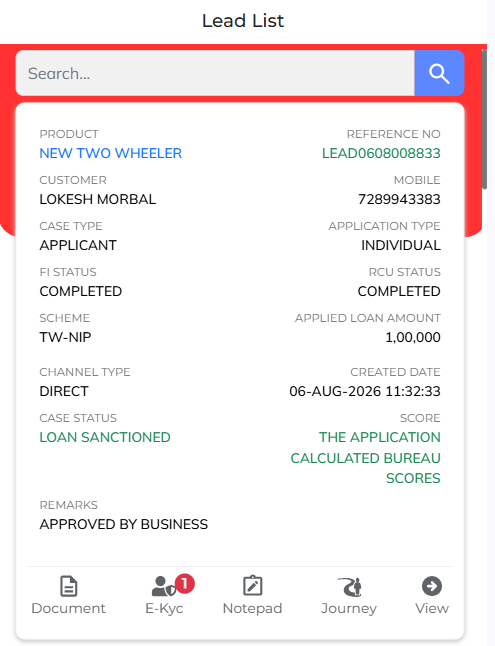 Lead List
Search...
PRODUCT REFERENCE NO
NEW TWO WHEELER LEAD0608008833
CUSTOMER MOBILE
LOKESH MORBAL 7289943383
CASE TYPE APPLICATION TYPE
APPLICANT INDIVIDUAL
FI STATUS RCU STATUS
COMPLETED COMPLETED
SCHEME APPLIED LOAN AMOUNT
TW-NIP 1,00,000
CHANNEL TYPE CREATED DATE
DIRECT 06-AUG-2026 11:32:33
CASE STATUS SCORE
LOAN SANCTIONED THE APPLICATION
CALCULATED BUREAU
SCORES
REMARKS
APPROVED BY BUSINESS
1
Document E-Kyc Notepad Journey View